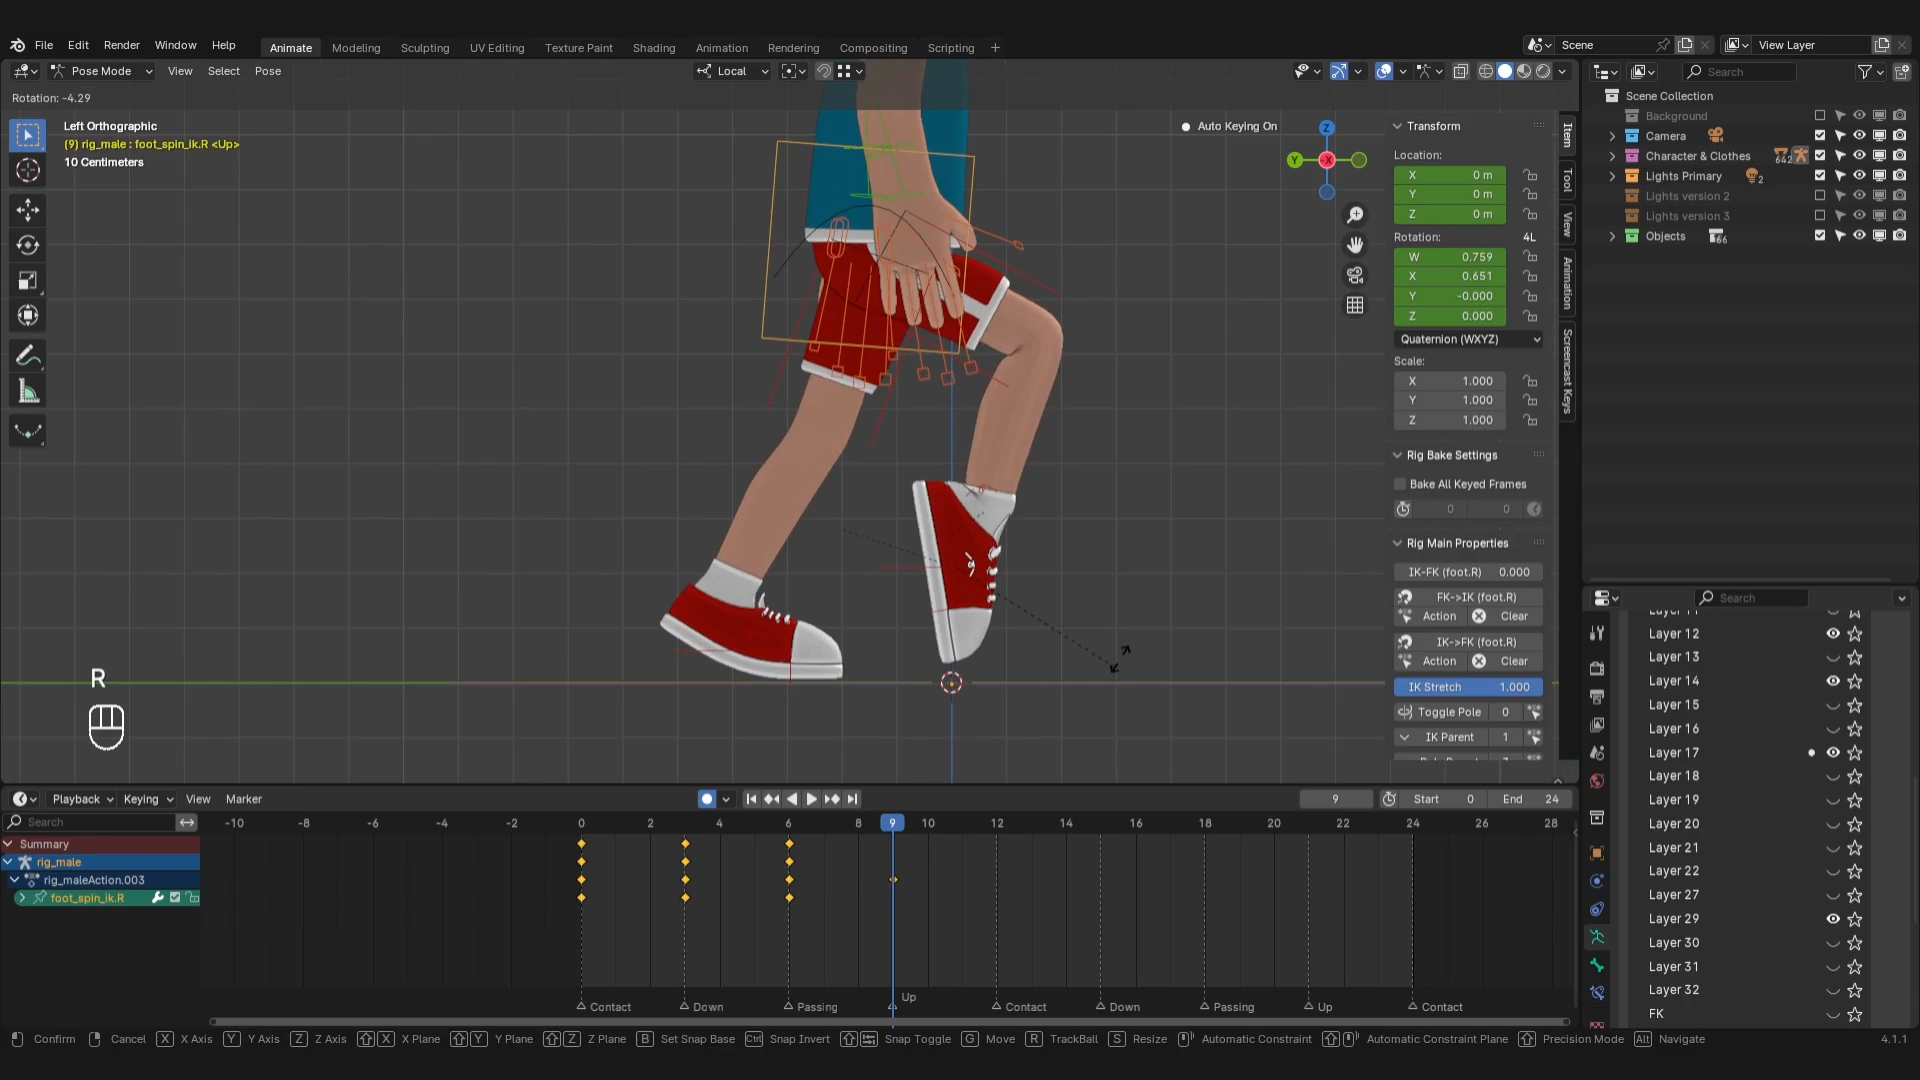 File Edit Render Window Help Animate Modeling Sculpting UV Editing Texture Paint Shading Animation Rendering Compositing Scripting + Scene View Layer
Pose Mode View Select Pose Local Search
Rotation: -4.29
Scene Collection
Background
Camera
Character & Clothes 642
Lights Primary 2
Lights version 2
Lights version 3
Objects 66
Left Orthographic
(9) rig_male : foot_spin_ik.R <Up>
10 Centimeters
Auto Keying On
Z
Y
-X
Transform
Location:
X 0 m
Y 0 m
Z 0 m
Rotation: 4L
W 0.759
X 0.651
Y -0.000
Z 0.000
Quaternion (WXYZ)
Scale:
X 1.000
Y 1.000
Z 1.000
Rig Bake Settings
Bake All Keyed Frames
0 0
Rig Main Properties
IK-FK (foot.R) 0.000
FK->IK (foot.R)
Action Clear
IK->FK (foot.R)
Action Clear
IK Stretch 1.000
Toggle Pole 0
IK Parent 1
Item
Tool
View
Animation
Screencast Keys
R
Search
Layer 12
Layer 13
Layer 14
Layer 15
Layer 16
Layer 17
Layer 18
Layer 19
Layer 20
Layer 21
Layer 22
Layer 27
Layer 29
Layer 30
Layer 31
Layer 32
FK
Playback Keying View Marker 9 Start 0 End 24
Search -10 -8 -6 -4 -2 0 2 4 6 8 9 10 12 14 16 18 20 22 24 26 28
Summary
rig_male
rig_maleAction.003
foot_spin_ik.R
Up
Contact Down Passing Contact Down Passing Up Contact
Confirm Cancel X X Axis Y Y Axis Z Z Axis X X Plane Y Y Plane Z Z Plane B Set Snap Base Ctrl Snap Invert Snap Toggle G Move R TrackBall S Resize Automatic Constraint Automatic Constraint Plane Precision Mode Alt Navigate 4.1.1